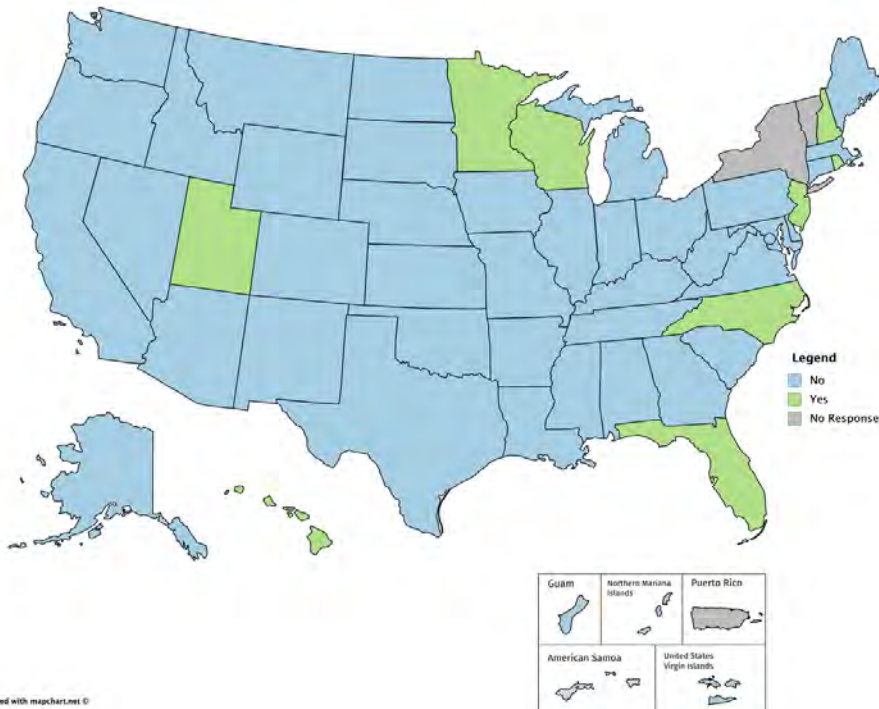 Legend
No
Yes
No Response
Guam
Northern Mariana
Islands
Puerto Rico
American Samoa
United States
Virgin Islands
ed with mapchart.net ©